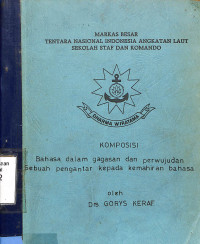 MARKAS BESAR
TENTARA NASIONAL INDONESIA ANGKATAN LAUT
SEKOLAH STAF DAN KOMANDO
DHARMA WIRATAMA
KOMPOSISI
Bahasa dalam gagasan dan perwujudan
Sebuah pengantar kepada kemahiran bahasa
oleh
Drs. GORYS KERAF